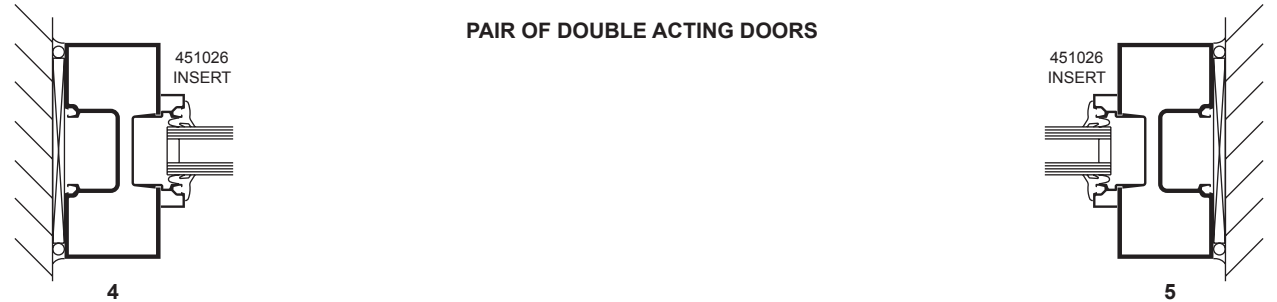 PAIR OF DOUBLE ACTING DOORS
451026
INSERT
451026
INSERT
4
5